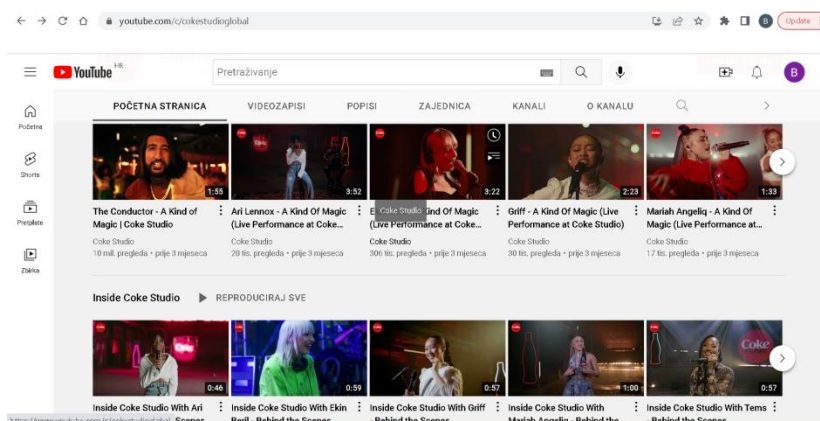 youtube.com/c/cokestudioglobal
Update
YouTube HR
Pretraživanje
B
POČETNA STRANICA VIDEOZAPISI POPISI ZAJEDNICA KANALI O KANALU
Početna
Shorts
Pretplate
Zbirka
1:55 3:52 3:22 2:23 1:33
The Conductor - A Kind of Magic | Coke Studio
Coke Studio
10 mil. pregleda • prije 3 mjeseca
Ari Lennox - A Kind Of Magic (Live Performance at Coke...
Coke Studio
20 tis. pregleda • prije 3 mjeseca
Coke Studio
Kind Of Magic
(Live Performance at Coke...
Coke Studio
306 tis. pregleda • prije 3 mjeseca
Griff - A Kind Of Magic (Live Performance at Coke Studio)
Coke Studio
30 tis. pregleda • prije 3 mjeseca
Mariah Angeliq - A Kind Of Magic (Live Performance at...
Coke Studio
17 tis. pregleda • prije 3 mjeseca
Inside Coke Studio REPRODUCIRAJ SVE
Coke
0:46 0:59 0:57 1:00 0:57
Inside Coke Studio With Ari
Inside Coke Studio With Ekin
Beril - Behind the Scenes
Inside Coke Studio With Griff
- Behind the Scenes
Inside Coke Studio With
Mariah Angeliq - Behind the
Inside Coke Studio With Tems
- Behind the Scenes